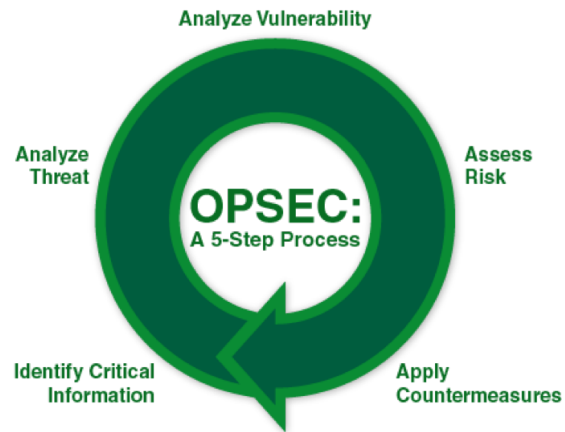 Analyze Vulnerability
Analyze
Threat
Assess
Risk
OPSEC:
A 5-Step Process
Identify Critical
Information
Apply
Countermeasures